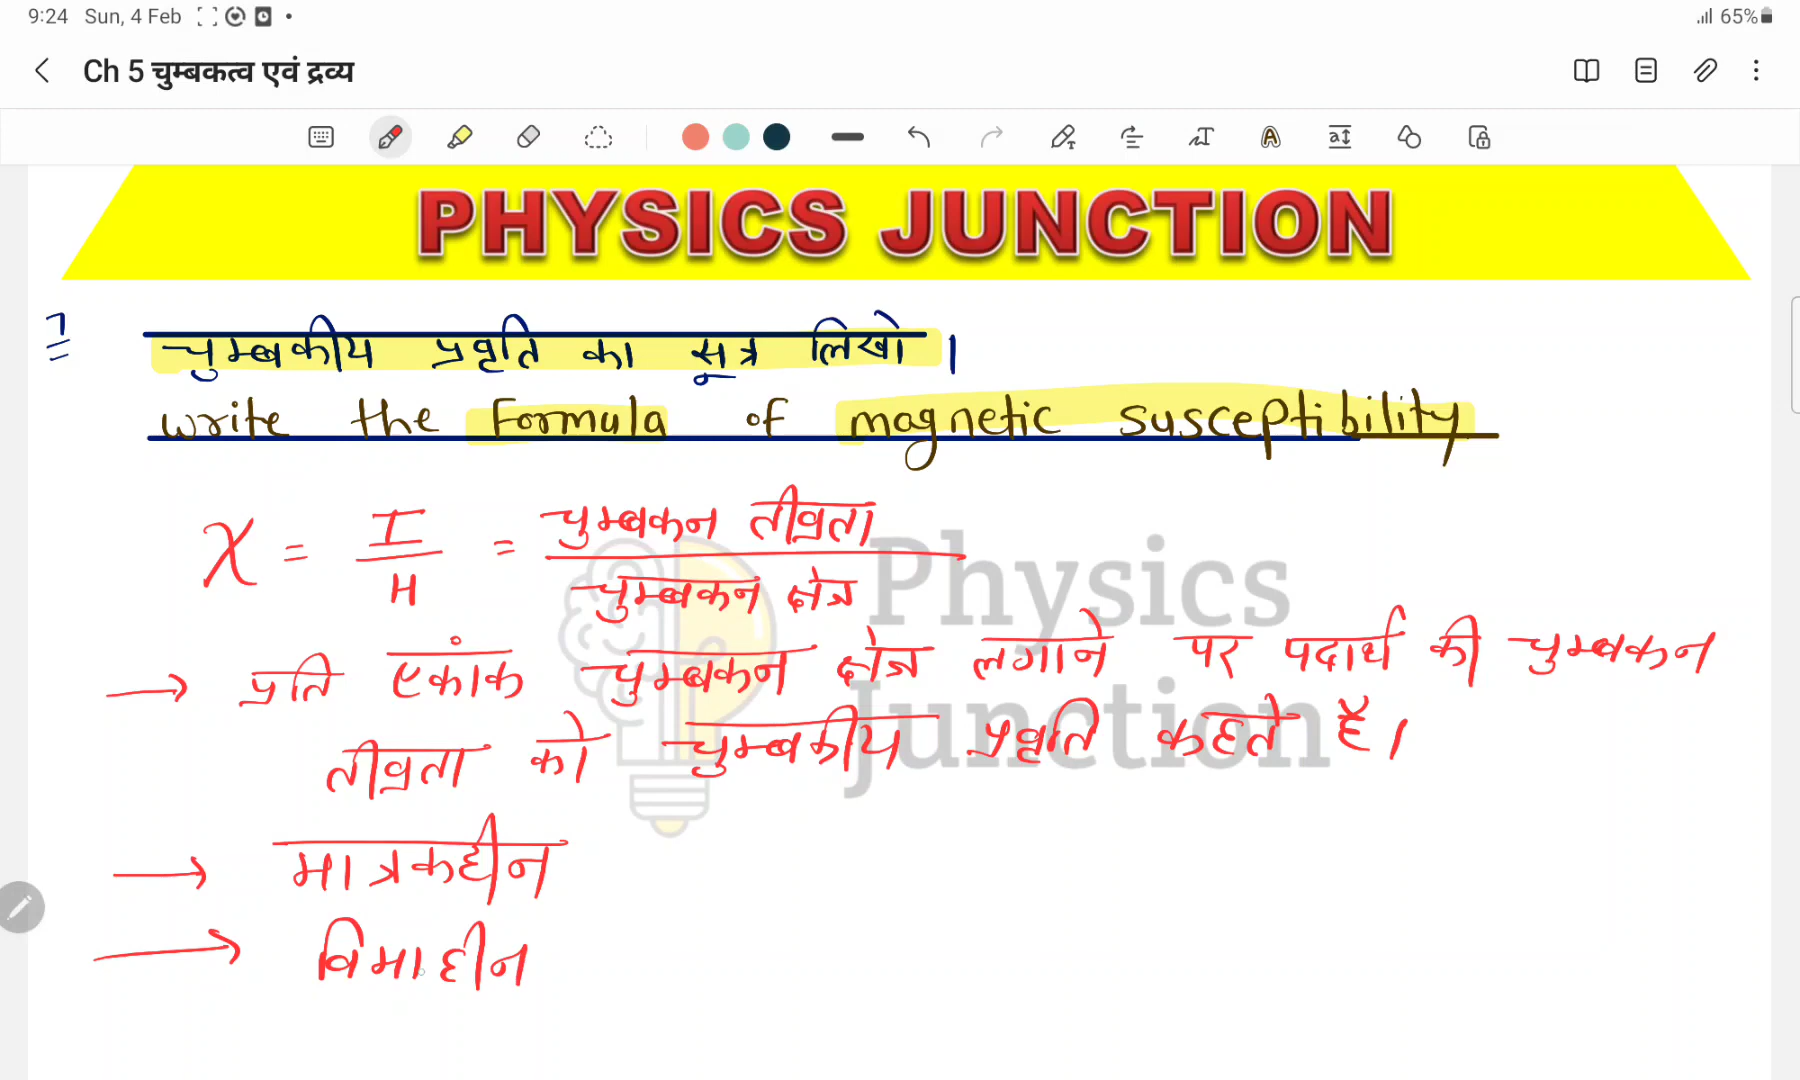 9:24 Sun, 4 Feb
65%
Ch 5 चुम्बकत्व एवं द्रव्य
PHYSICS JUNCTION
7 चुम्बकीय प्रवृति का सूत्र लिखो।
write the Formula of magnetic susceptibility
χ = I / H = चुम्बकन तीव्रता / चुम्बकन क्षेत्र
Physics Junction
→ प्रति एकांक चुम्बकन क्षेत्र लगाने पर पदार्थ की चुम्बकन
तीव्रता को चुम्बकीय प्रवृति कहते है।
→ मात्रकहीन
→ विमाहीन